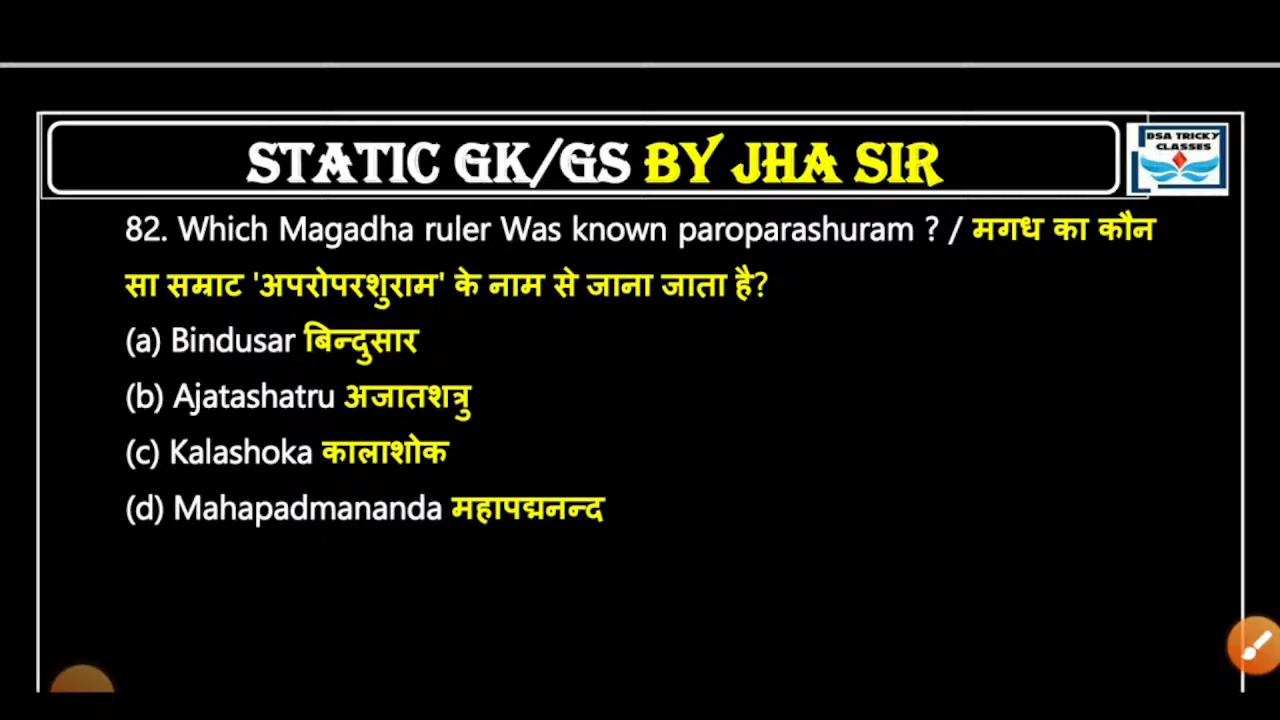 STATIC GK/GS BY JHA SIR
DSA TRICKY
CLASSES
82. Which Magadha ruler Was known paroparashuram ? / मगध का कौन
सा सम्राट 'अपरोपरशुराम' के नाम से जाना जाता है?
(a) Bindusar बिन्दुसार
(b) Ajatashatru अजातशत्रु
(c) Kalashoka कालाशोक
(d) Mahapadmananda महापद्मनन्द